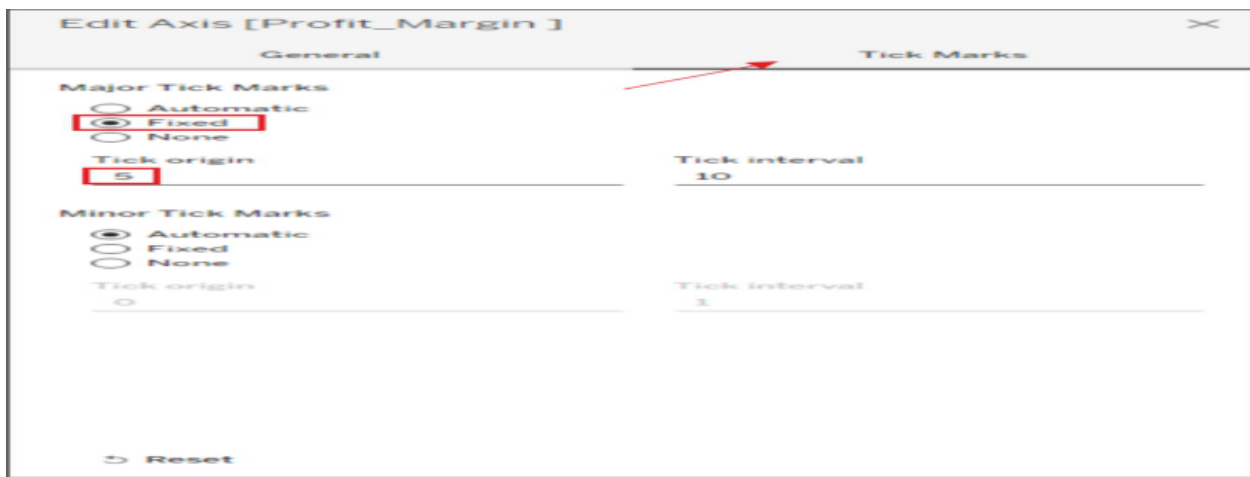 Edit Axis [Profit_Margin ]
General
Tick Marks
Major Tick Marks
Automatic
Fixed
None
Tick origin
Tick interval
5
10
Minor Tick Marks
Automatic
Fixed
None
Tick origin
Tick interval
0
1
Reset